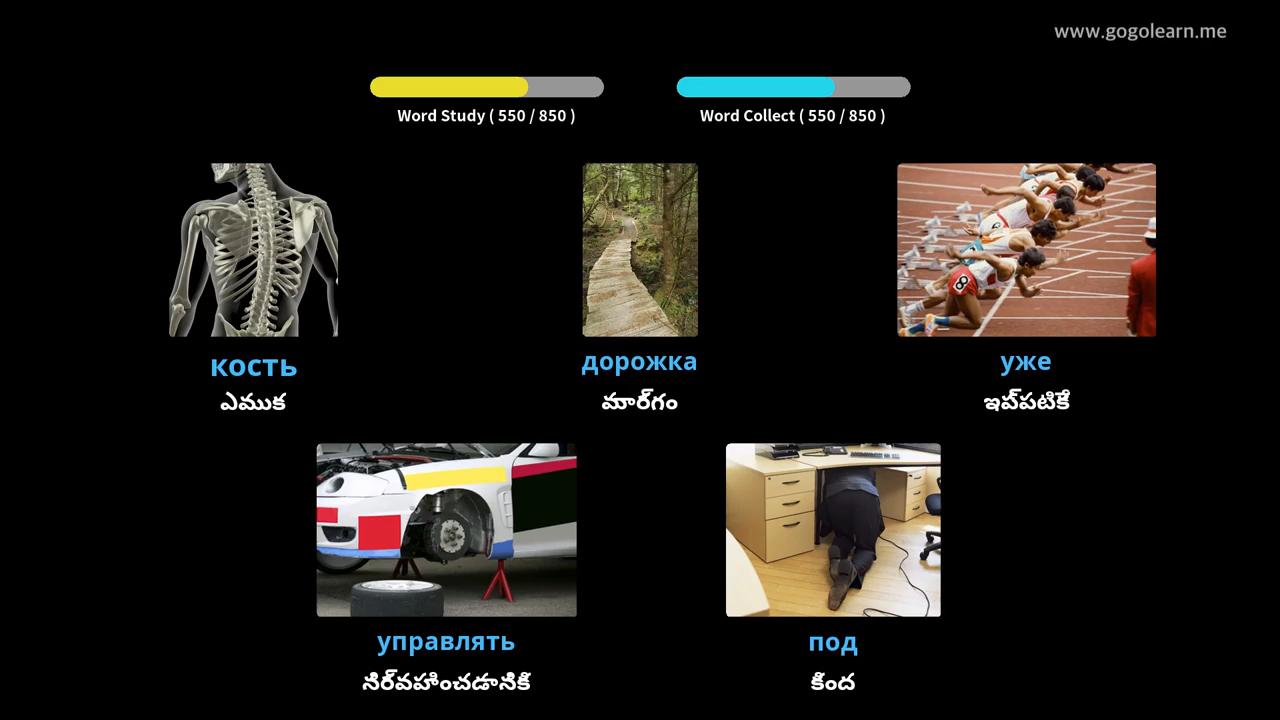 www.gogolearn.me
Word Study ( 550 / 850 )
Word Collect ( 550 / 850 )
кость
ఎముక
дорожка
మార్గం
уже
ఇప్పటికే
управлять
నిర్వహించడానికి
под
కింద
8